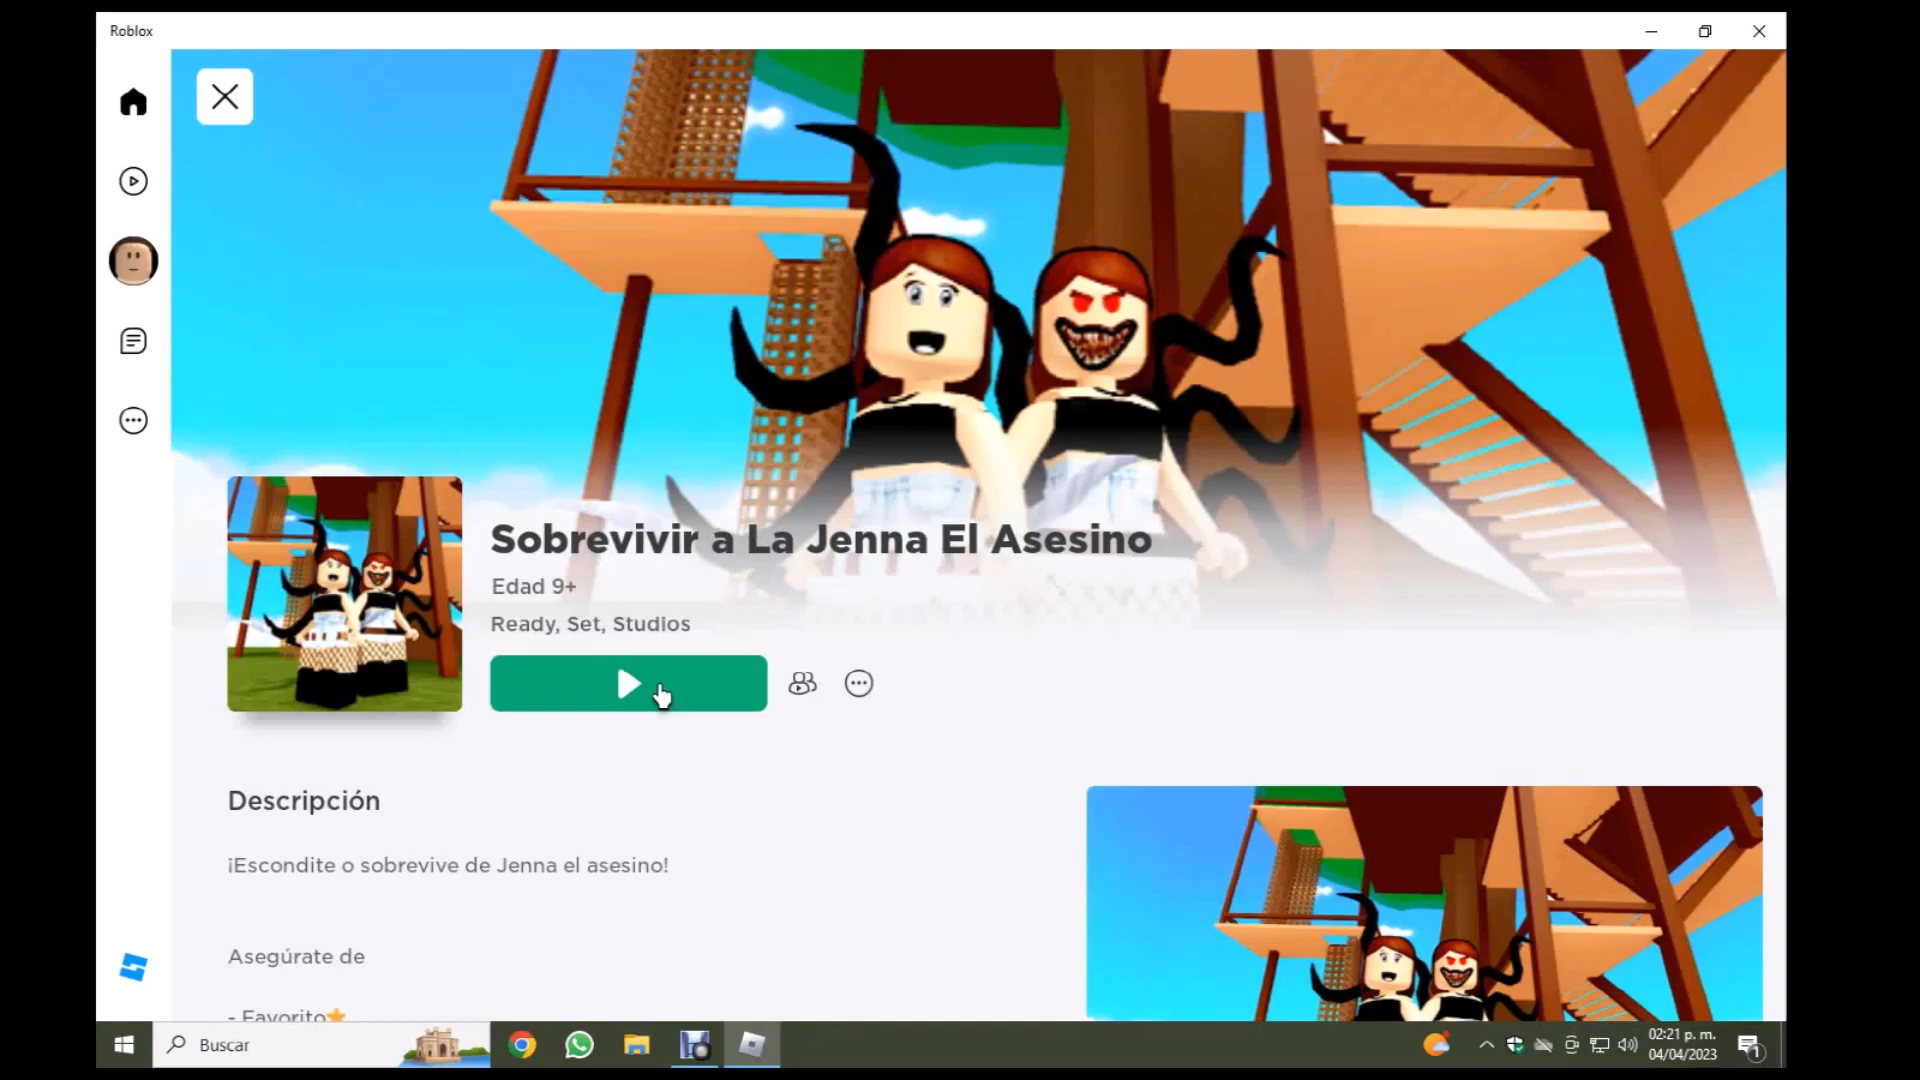 Roblox
Sobrevivir a La Jenna El Asesino
Edad 9+
Ready, Set, Studios
Descripción
¡Escondite o sobrevive de Jenna el asesino!
Asegúrate de
- Favorito⭐
Buscar
02:21 p. m.
04/04/2023
1